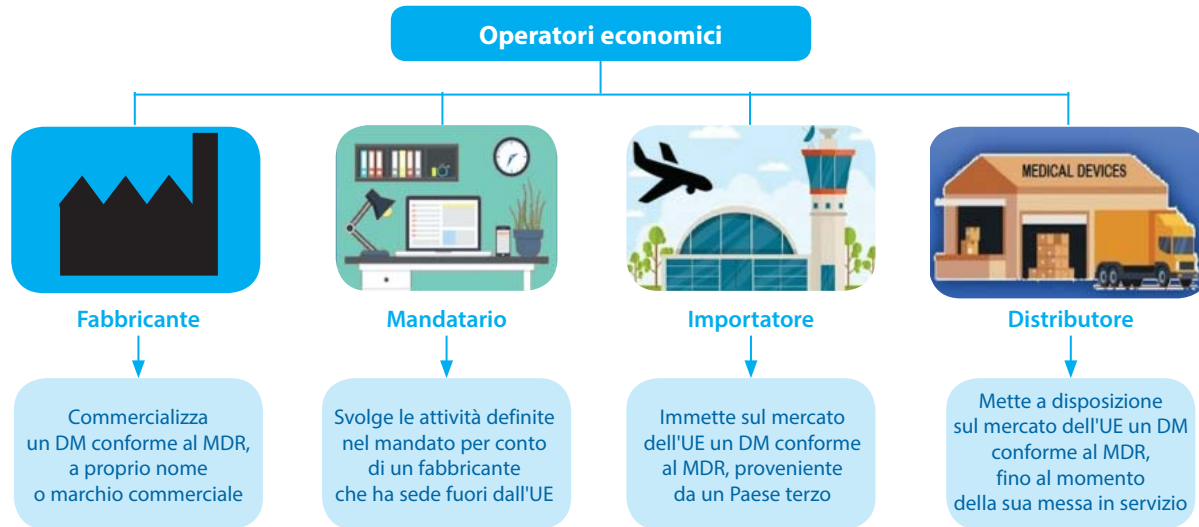 Operatori economici
MEDICAL DEVICES
Fabbricante
Mandatario
Importatore
Distributore
Commercializza
un DM conforme al MDR,
a proprio nome
o marchio commerciale
Svolge le attività definite
nel mandato per conto
di un fabbricante
che ha sede fuori dall'UE
Immette sul mercato
dell'UE un DM conforme
al MDR, proveniente
da un Paese terzo
Mette a disposizione
sul mercato dell'UE un DM
conforme al MDR,
fino al momento
della sua messa in servizio